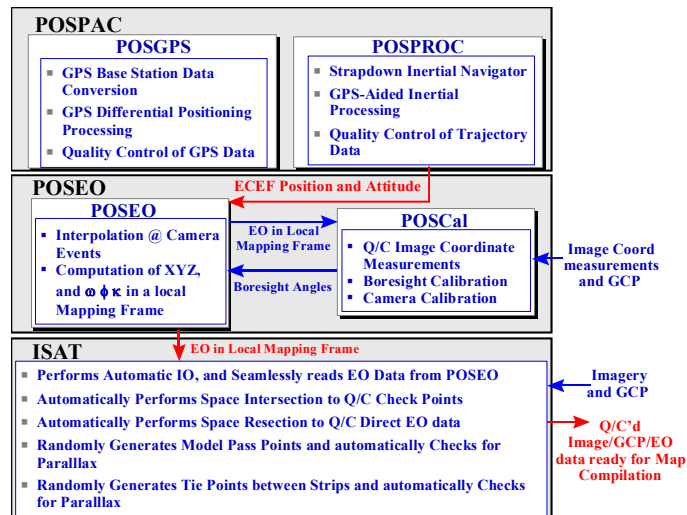 POSPAC
POSGPS
GPS Base Station Data
Conversion
GPS Differential Positioning
Processing
Quality Control of GPS Data
POSPROC
Strapdown Inertial Navigator
GPS-Aided Inertial
Processing
Quality Control of Trajectory
Data
ECEF Position and Attitude
POSEO
POSEO
Interpolation @ Camera
Events
Computation of XYZ,
and ω ϕ κ in a local
Mapping Frame
EO in Local
Mapping Frame
Boresight Angles
POSCal
Q/C Image Coordinate
Measurements
Boresight Calibration
Camera Calibration
Image Coord
measurements
and GCP
EO in Local Mapping Frame
ISAT
Performs Automatic IO, and Seamlessly reads EO Data from POSEO
Automatically Performs Space Intersection to Q/C Check Points
Automatically Performs Space Resection to Q/C Direct EO data
Randomly Generates Model Pass Points and automatically Checks for
Paralllax
Randomly Generates Tie Points between Strips and automatically Checks
for Paralllax
Imagery
and GCP
Q/C'd
Image/GCP/EO
data ready for Map
Compilation